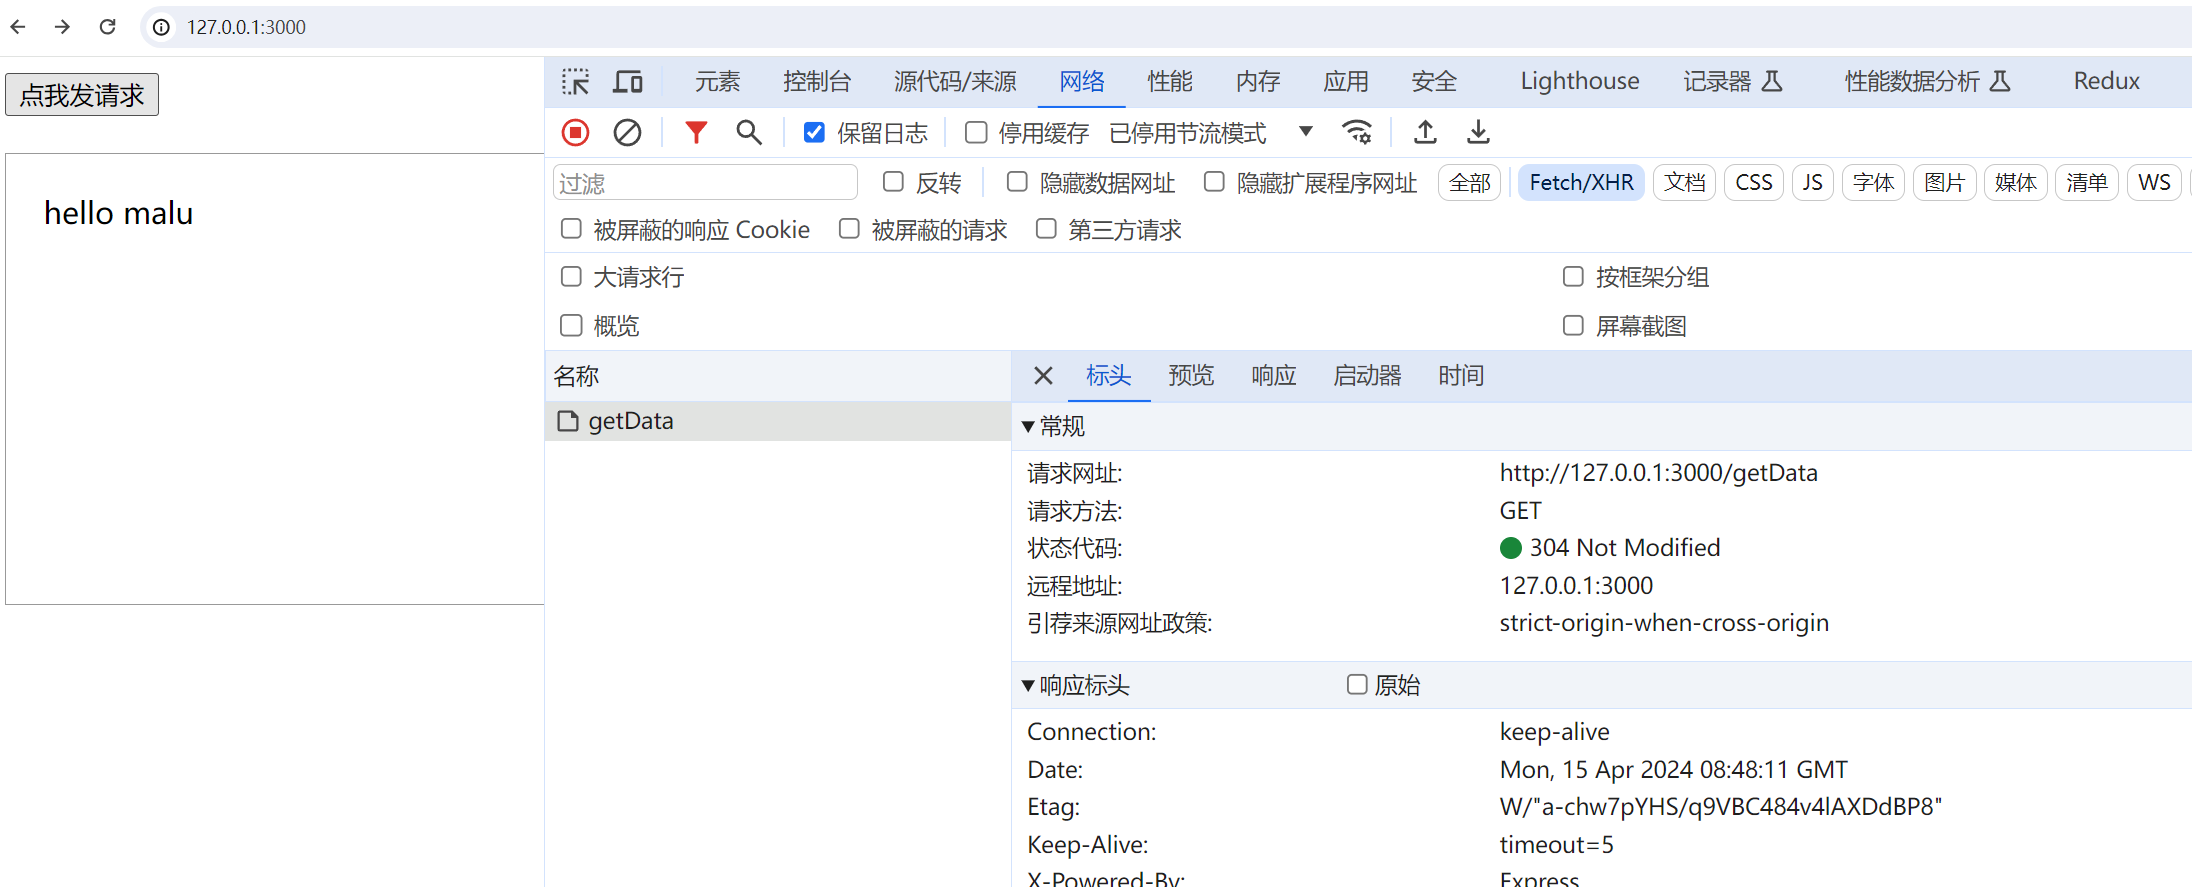 127.0.0.1:3000
点我发请求
hello malu
元素 控制台 源代码/来源 网络 性能 内存 应用 安全 Lighthouse 记录器 性能数据分析 Redux
保留日志 停用缓存 已停用节流模式
过滤 反转 隐藏数据网址 隐藏扩展程序网址 全部 Fetch/XHR 文档 CSS JS 字体 图片 媒体 清单 WS
被屏蔽的响应 Cookie 被屏蔽的请求 第三方请求
大请求行 按框架分组
概览 屏幕截图
名称 标头 预览 响应 启动器 时间
getData
常规
请求网址: http://127.0.0.1:3000/getData
请求方法: GET
状态代码: 304 Not Modified
远程地址: 127.0.0.1:3000
引荐来源网址政策: strict-origin-when-cross-origin
响应标头 原始
Connection: keep-alive
Date: Mon, 15 Apr 2024 08:48:11 GMT
Etag: W/"a-chw7pYHS/q9VBC484v4lAXDdBP8"
Keep-Alive: timeout=5
X-Powered-By: Express